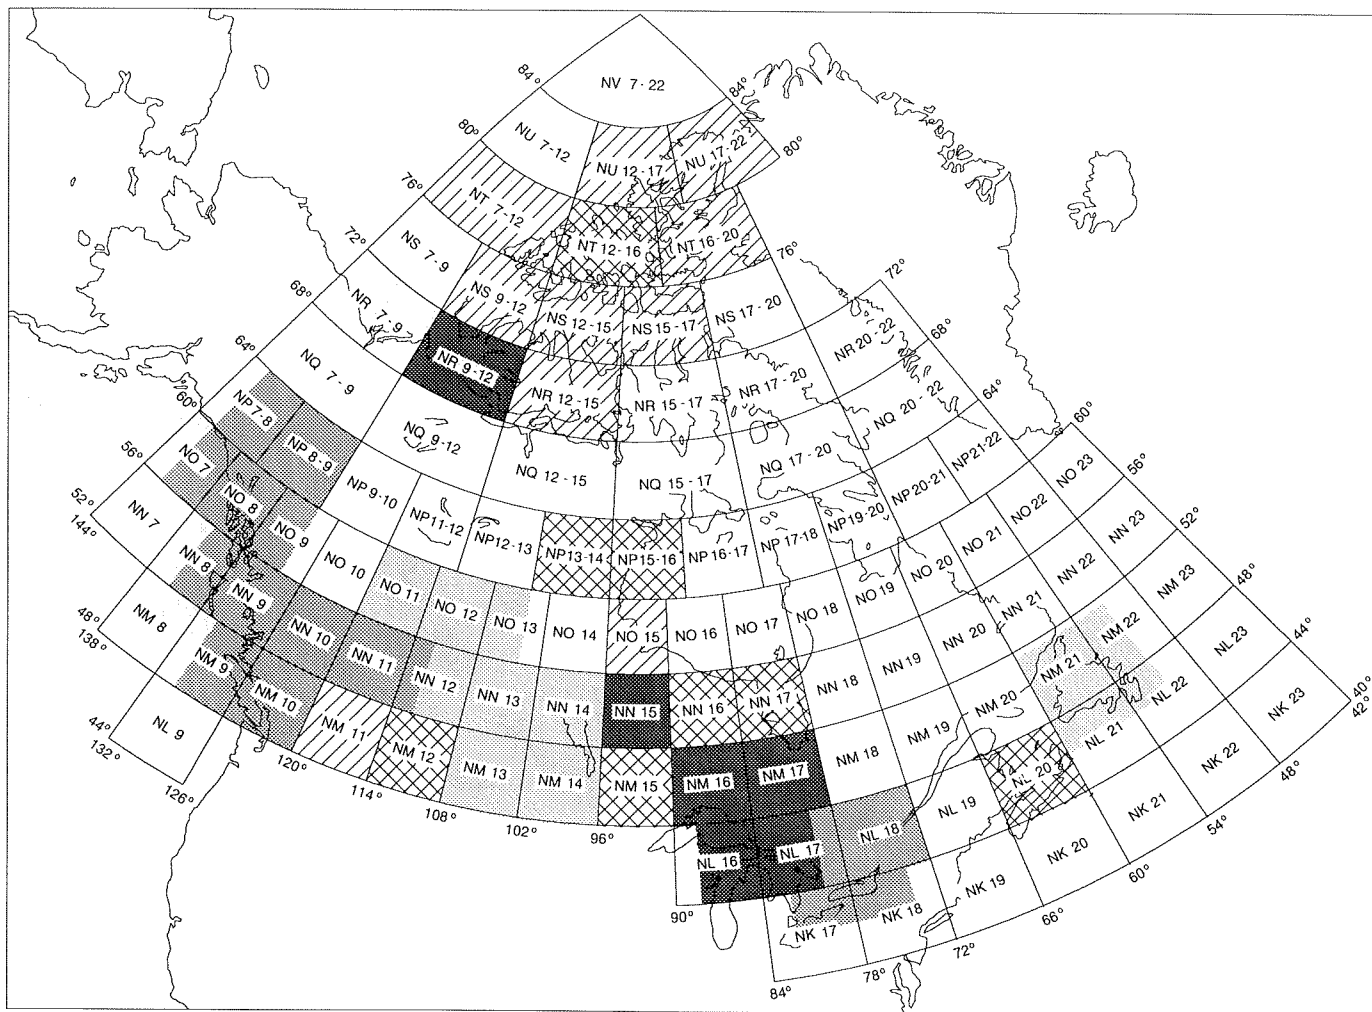 NV 7-22
84°
84°
80°
NU 7-12
NU 12-17
NU 17-22
80°
76°
NT 7-12
NT 12-16
NT 16-20
76°
72°
NS 7-9
NS 9-12
NS 12-15
NS 15-17
NS 17-20
72°
68°
NR 7-9
NR 9-12
NR 12-15
NR 15-17
NR 17-20
NR 20-22
68°
64°
NQ 7-9
NQ 9-12
NQ 12-15
NQ 15-17
NQ 17-20
NQ 20-22
64°
60°
NP 7-8
NP 8-9
NP 9-10
NP11-12
NP12-13
NP13-14
NP15-16
NP16-17
NP 17-18
NP19-20
NP 20-21
NP21-22
60°
56°
NO 7
NO 8
NO 9
NO 10
NO 11
NO 12
NO 13
NO 14
NO 15
NO 16
NO 17
NO 18
NO 19
NO 20
NO 21
NO 22
NO 23
56°
52°
144°
NN 7
NN 8
NN 9
NN 10
NN 11
NN 12
NN 13
NN 14
NN 15
NN 16
NN 17
NN 18
NN 19
NN 20
NN 21
NN 22
NN 23
52°
48°
138°
NM 8
NM 9
NM 10
NM 11
NM 12
NM 13
NM 14
NM 15
NM 16
NM 17
NM 18
NM 19
NM 20
NM 21
NM 22
NM 23
48°
44°
132°
NL 9
NL 16
NL 17
NL 18
NL 19
NL 20
NL 21
NL 22
NL 23
44°
NK 17
NK 18
NK 19
NK 20
NK 21
NK 22
NK 23
40°
42°
126°
120°
114°
108°
102°
96°
90°
84°
78°
72°
66°
60°
54°
48°